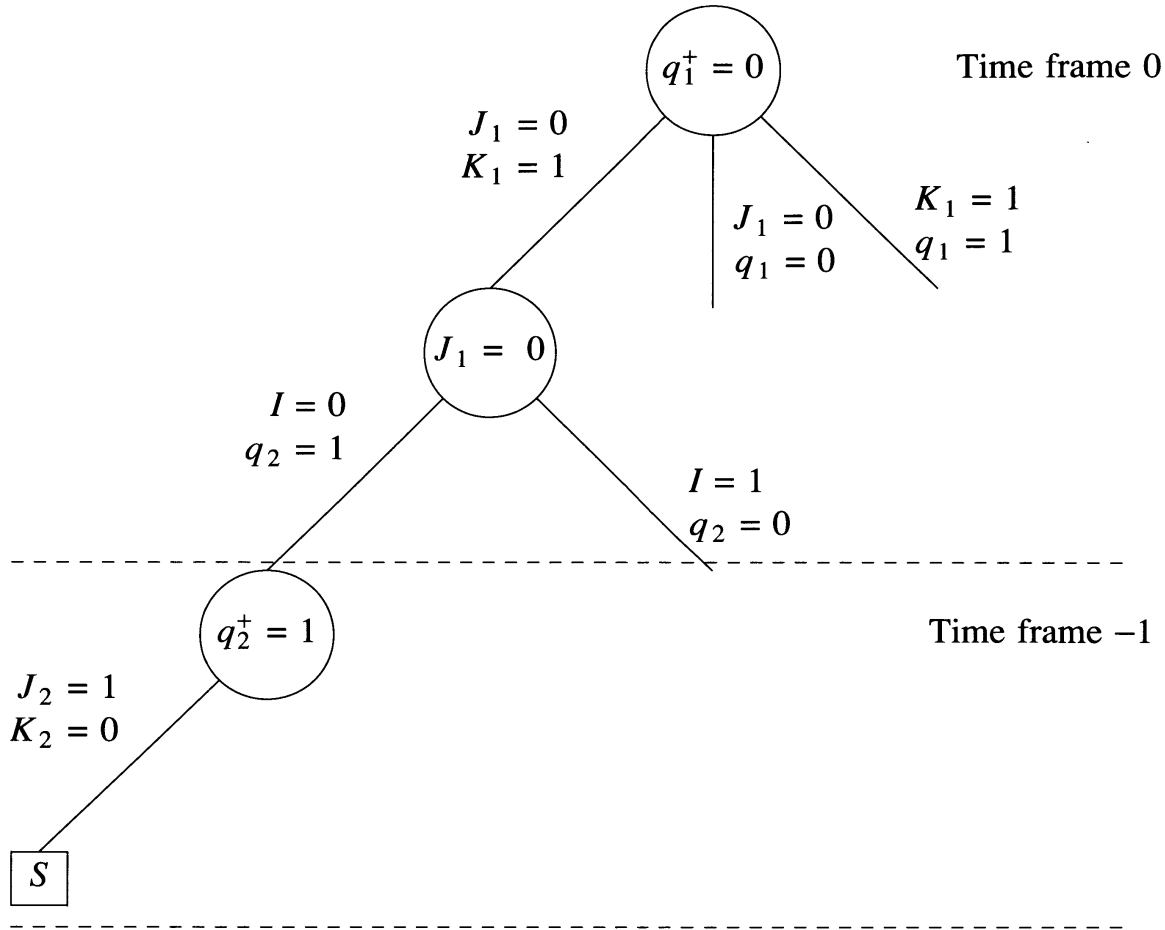 q₁⁺ = 0
Time frame 0
J₁ = 0
K₁ = 1
J₁ = 0
q₁ = 0
K₁ = 1
q₁ = 1
J₁ = 0
I = 0
q₂ = 1
I = 1
q₂ = 0
q₂⁺ = 1
Time frame –1
J₂ = 1
K₂ = 0
S